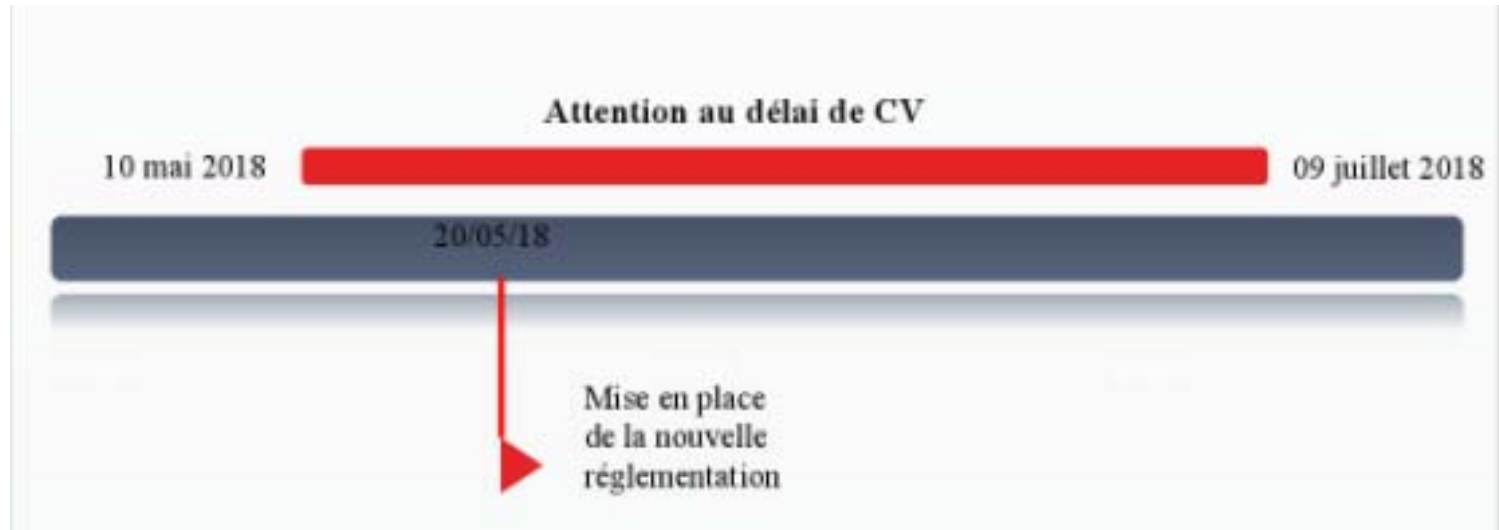 Attention au délai de CV
10 mai 2018
09 juillet 2018
20/05/18
Mise en place
de la nouvelle
réglementation